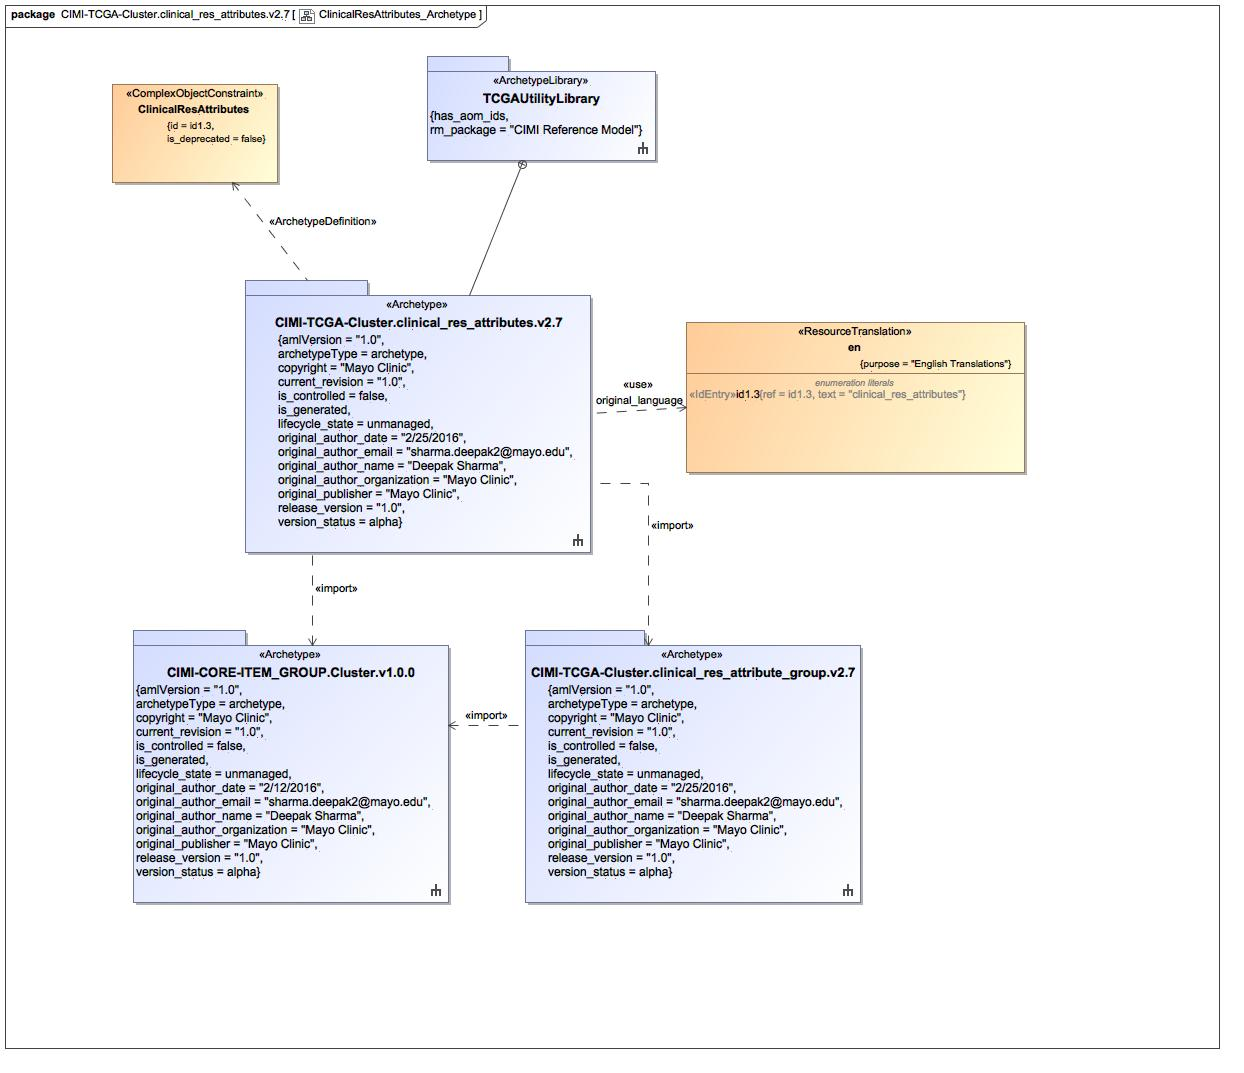 package CIMI-TCGA-Cluster.clinical_res_attributes.v2.7 [ ClinicalResAttributes_Archetype ]
«ComplexObjectConstraint»
ClinicalResAttributes
{id = id1.3,
is_deprecated = false}
«ArchetypeLibrary»
TCGAUtilityLibrary
{has_aom_ids,
rm_package = "CIMI Reference Model"}
«ArchetypeDefinition»
«Archetype»
CIMI-TCGA-Cluster.clinical_res_attributes.v2.7
{amlVersion = "1.0",
archetypeType = archetype,
copyright = "Mayo Clinic",
current_revision = "1.0",
is_controlled = false,
is_generated,
lifecycle_state = unmanaged,
original_author_date = "2/25/2016",
original_author_email = "sharma.deepak2@mayo.edu",
original_author_name = "Deepak Sharma",
original_author_organization = "Mayo Clinic",
original_publisher = "Mayo Clinic",
release_version = "1.0",
version_status = alpha}
«use»
original_language
«ResourceTranslation»
en
{purpose = "English Translations"}
enumeration literals
«IdEntry»id1.3{ref = id1.3, text = "clinical_res_attributes"}
«import»
«import»
«Archetype»
CIMI-CORE-ITEM_GROUP.Cluster.v1.0.0
{amlVersion = "1.0",
archetypeType = archetype,
copyright = "Mayo Clinic",
current_revision = "1.0",
is_controlled = false,
is_generated,
lifecycle_state = unmanaged,
original_author_date = "2/12/2016",
original_author_email = "sharma.deepak2@mayo.edu",
original_author_name = "Deepak Sharma",
original_author_organization = "Mayo Clinic",
original_publisher = "Mayo Clinic",
release_version = "1.0",
version_status = alpha}
«import»
«Archetype»
CIMI-TCGA-Cluster.clinical_res_attribute_group.v2.7
{amlVersion = "1.0",
archetypeType = archetype,
copyright = "Mayo Clinic",
current_revision = "1.0",
is_controlled = false,
is_generated,
lifecycle_state = unmanaged,
original_author_date = "2/25/2016",
original_author_email = "sharma.deepak2@mayo.edu",
original_author_name = "Deepak Sharma",
original_author_organization = "Mayo Clinic",
original_publisher = "Mayo Clinic",
release_version = "1.0",
version_status = alpha}